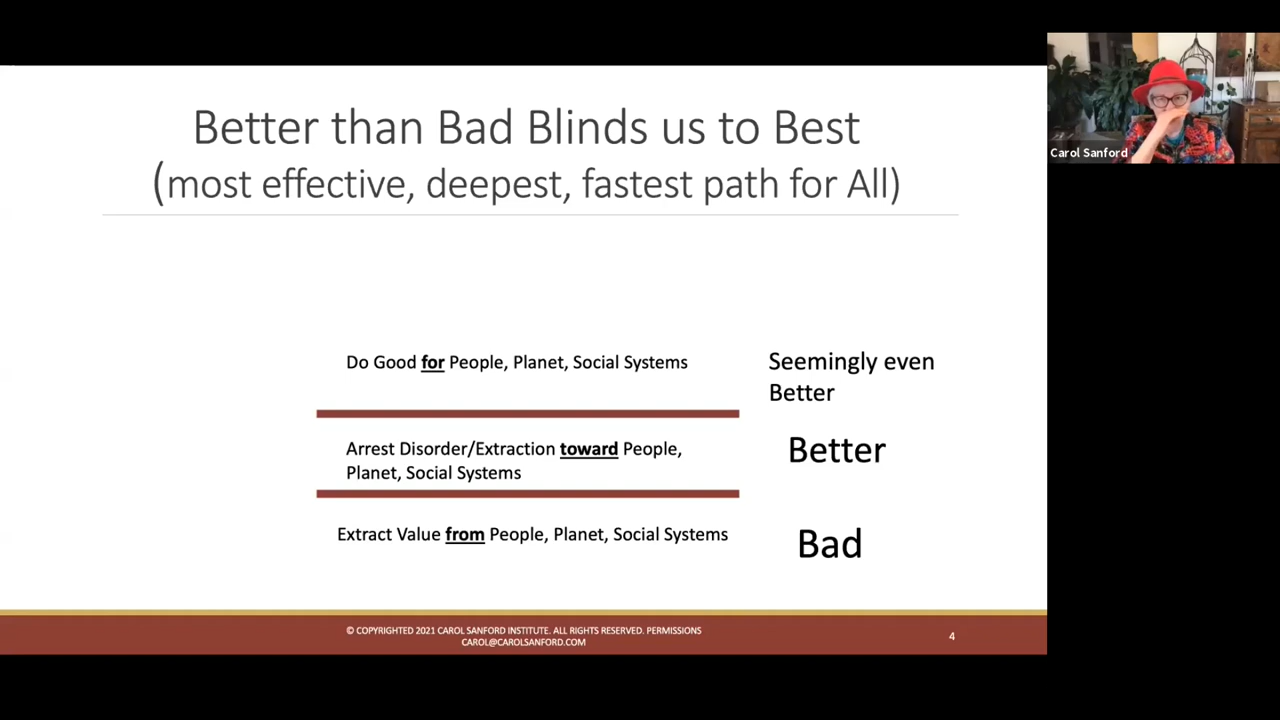 Better than Bad Blinds us to Best
(most effective, deepest, fastest path for All)
Carol Sanford
Do Good for People, Planet, Social Systems
Seemingly even
Better
Arrest Disorder/Extraction toward People,
Planet, Social Systems
Better
Extract Value from People, Planet, Social Systems
Bad
© COPYRIGHTED 2021 CAROL SANFORD INSTITUTE. ALL RIGHTS RESERVED. PERMISSIONS
CAROL@CAROLSANFORD.COM
4